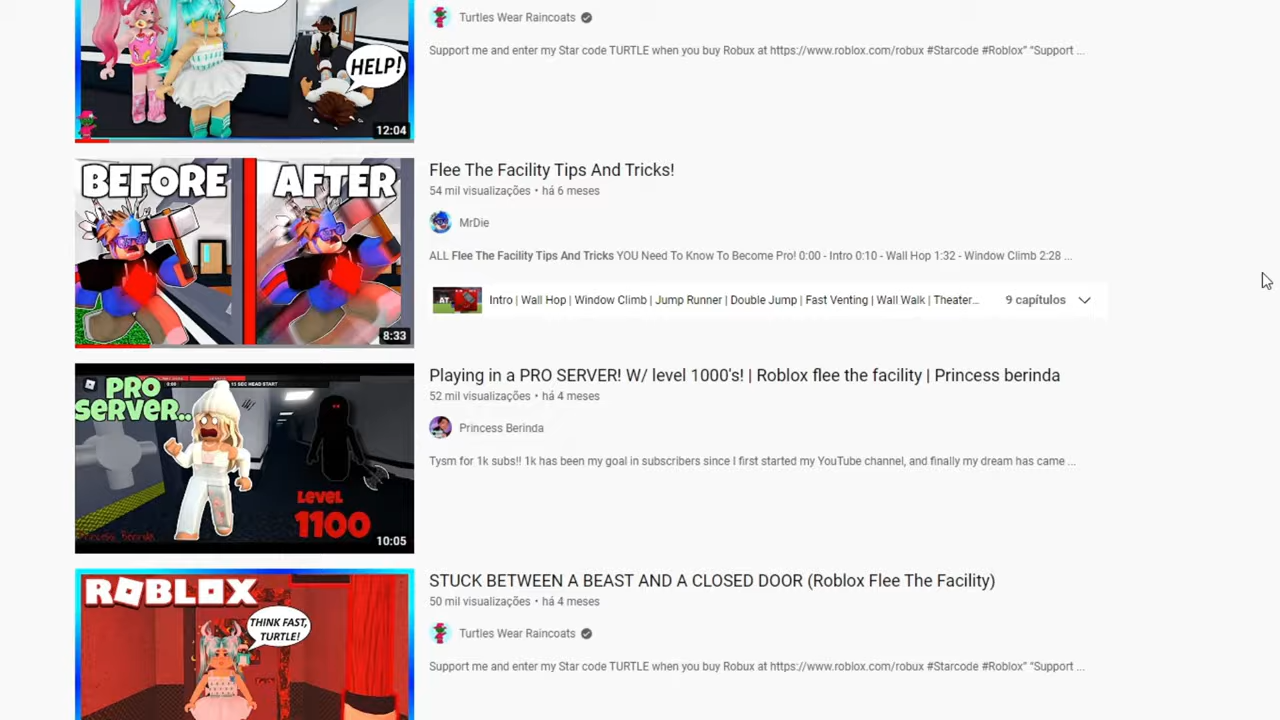 Turtles Wear Raincoats
Support me and enter my Star code TURTLE when you buy Robux at https://www.roblox.com/robux #Starcode #Roblox" "Support ...
HELP!
12:04
BEFORE AFTER
8:33
Flee The Facility Tips And Tricks!
54 mil visualizações • há 6 meses
MrDie
ALL Flee The Facility Tips And Tricks YOU Need To Know To Become Pro! 0:00 - Intro 0:10 - Wall Hop 1:32 - Window Climb 2:28 ...
Intro | Wall Hop | Window Climb | Jump Runner | Double Jump | Fast Venting | Wall Walk | Theater...
9 capítulos
15 SEC HEAD START
PRO
SERVER..
LEVEL
1100
Princess Berinda
10:05
Playing in a PRO SERVER! W/ level 1000's! | Roblox flee the facility | Princess berinda
52 mil visualizações • há 4 meses
Princess Berinda
Tysm for 1k subs!! 1k has been my goal in subscribers since I first started my YouTube channel, and finally my dream has came ...
ROBLOX
THINK FAST,
TURTLE!
STUCK BETWEEN A BEAST AND A CLOSED DOOR (Roblox Flee The Facility)
50 mil visualizações • há 4 meses
Turtles Wear Raincoats
Support me and enter my Star code TURTLE when you buy Robux at https://www.roblox.com/robux #Starcode #Roblox" "Support ...